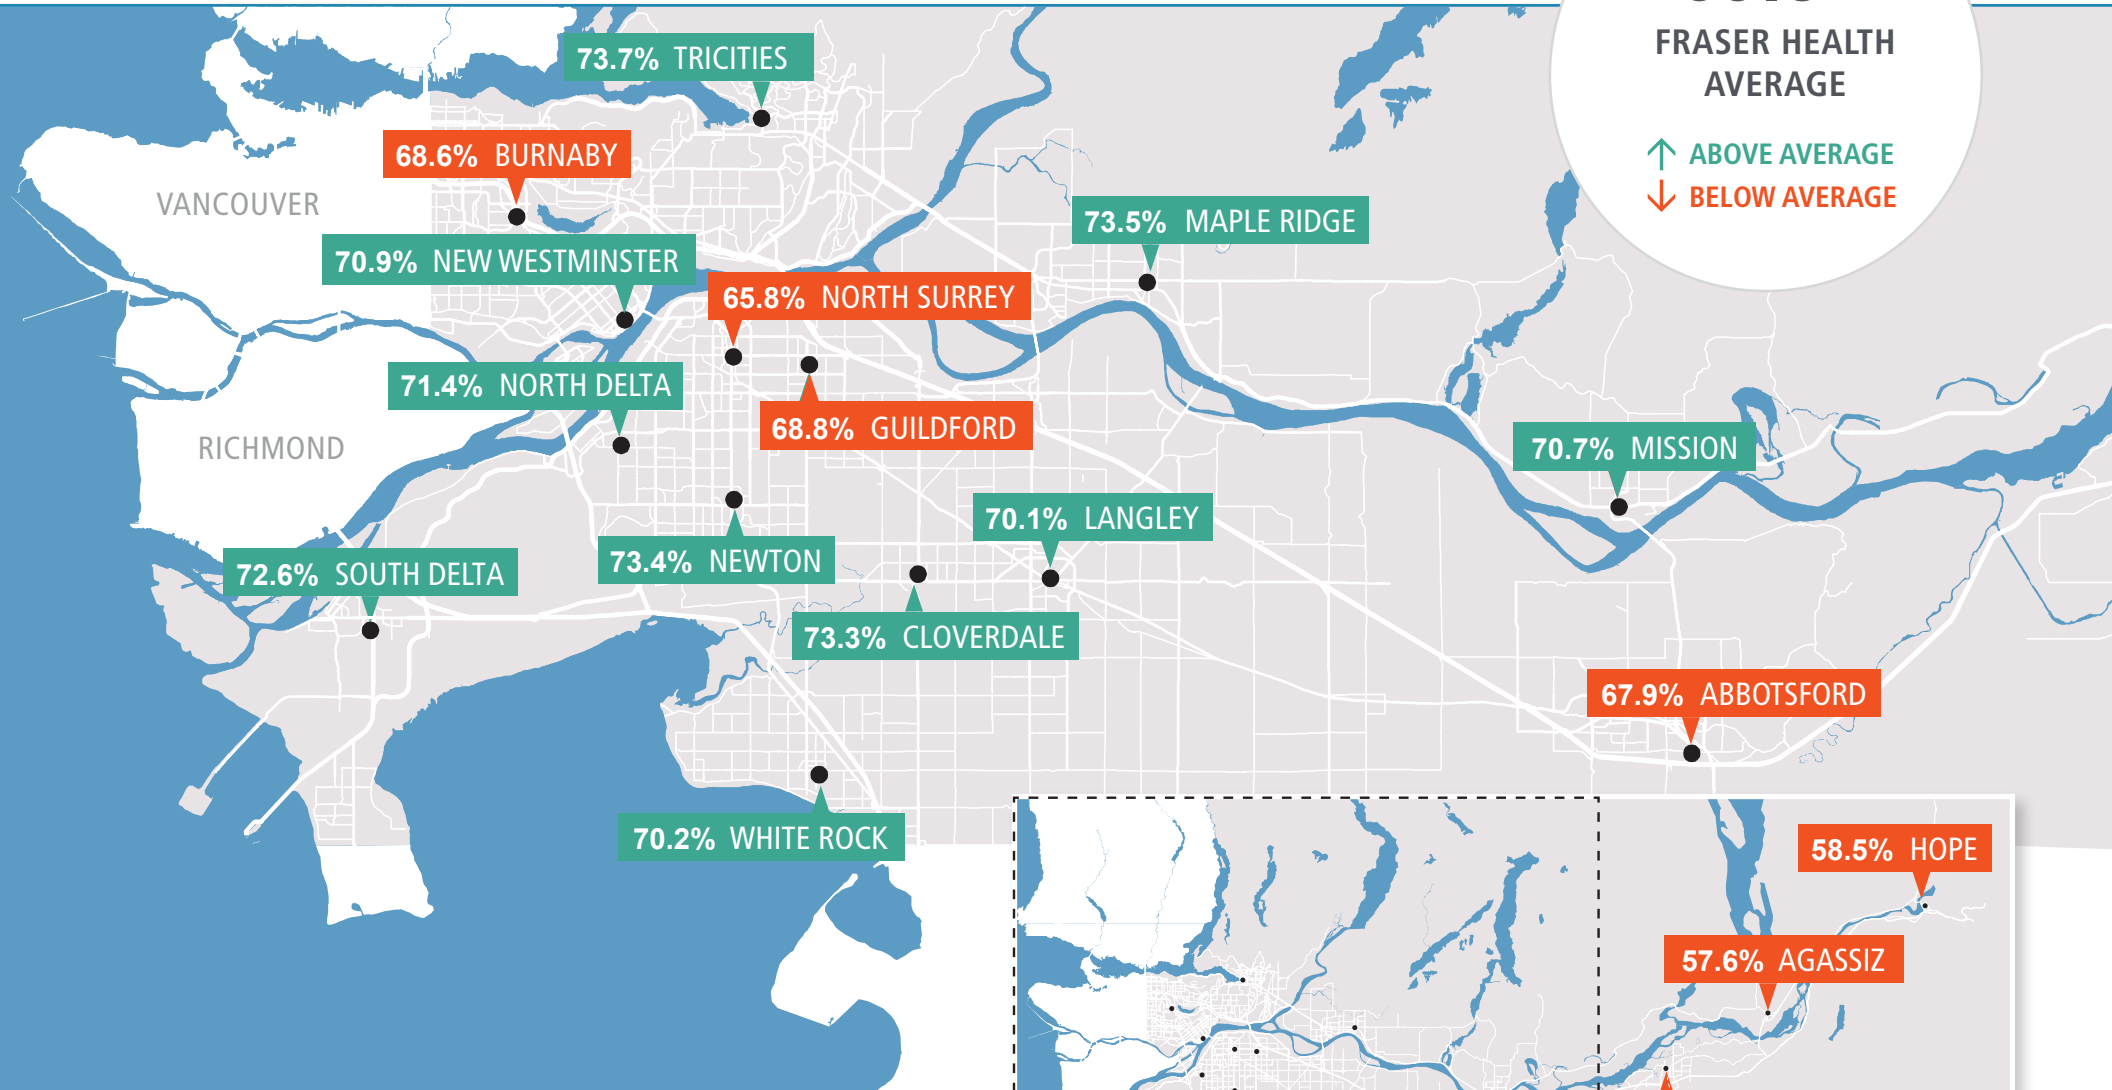 FRASER HEALTH
AVERAGE
↑ ABOVE AVERAGE
↓ BELOW AVERAGE
73.7% TRICITIES
68.6% BURNABY
VANCOUVER
73.5% MAPLE RIDGE
70.9% NEW WESTMINSTER
65.8% NORTH SURREY
71.4% NORTH DELTA
68.8% GUILDFORD
RICHMOND
70.7% MISSION
70.1% LANGLEY
73.4% NEWTON
72.6% SOUTH DELTA
73.3% CLOVERDALE
67.9% ABBOTSFORD
70.2% WHITE ROCK
58.5% HOPE
57.6% AGASSIZ